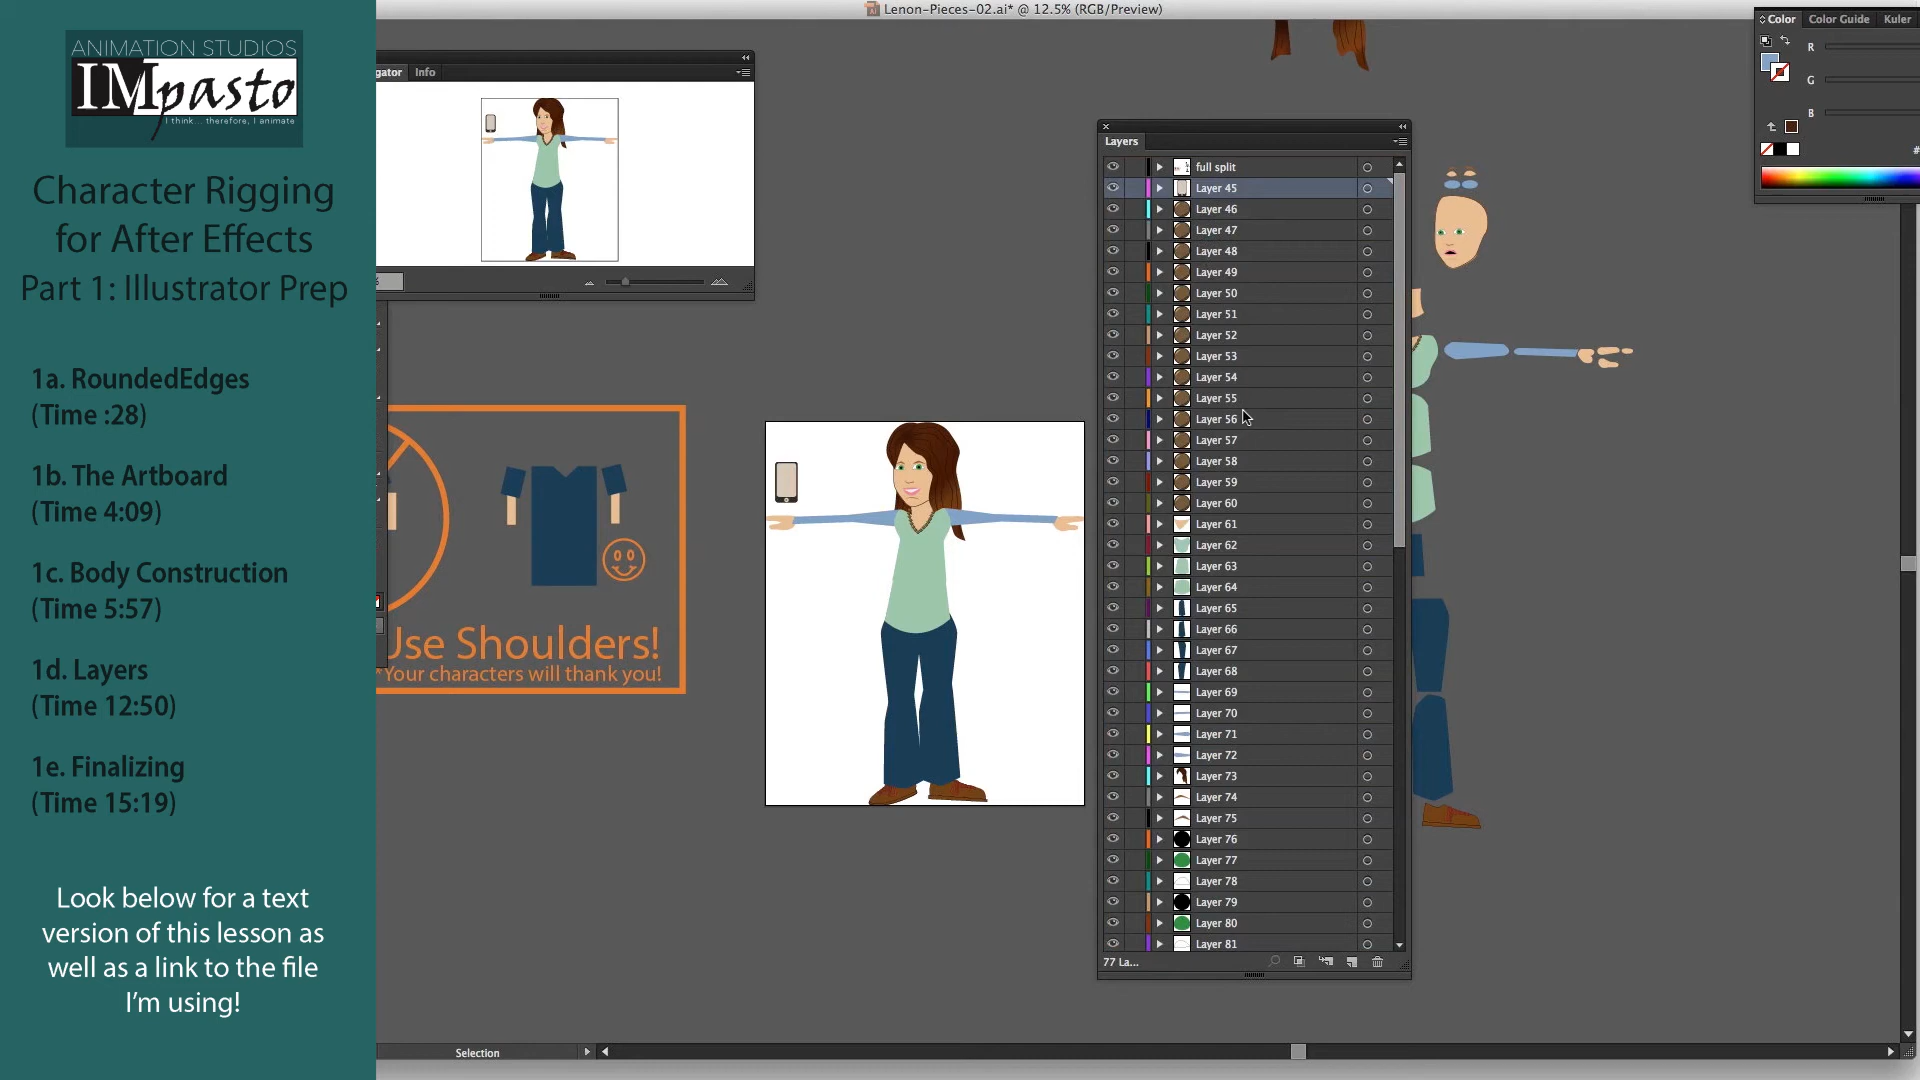 Lenon-Pieces-02.ai* @ 12.5% (RGB/Preview)
ANIMATION STUDIOS
IMpasto
I think... therefore, I animate
Character Rigging
for After Effects
Part 1: Illustrator Prep
1a. RoundedEdges
(Time :28)
1b. The Artboard
(Time 4:09)
1c. Body Construction
(Time 5:57)
1d. Layers
(Time 12:50)
1e. Finalizing
(Time 15:19)
Look below for a text
version of this lesson as
well as a link to the file
I'm using!
gator Info
%
Use Shoulders!
*Your characters will thank you!
Selection
Layers
full split
Layer 45
Layer 46
Layer 47
Layer 48
Layer 49
Layer 50
Layer 51
Layer 52
Layer 53
Layer 54
Layer 55
Layer 56
Layer 57
Layer 58
Layer 59
Layer 60
Layer 61
Layer 62
Layer 63
Layer 64
Layer 65
Layer 66
Layer 67
Layer 68
Layer 69
Layer 70
Layer 71
Layer 72
Layer 73
Layer 74
Layer 75
Layer 76
Layer 77
Layer 78
Layer 79
Layer 80
Layer 81
77 La...
Color Color Guide Kuler
R
G
B
#